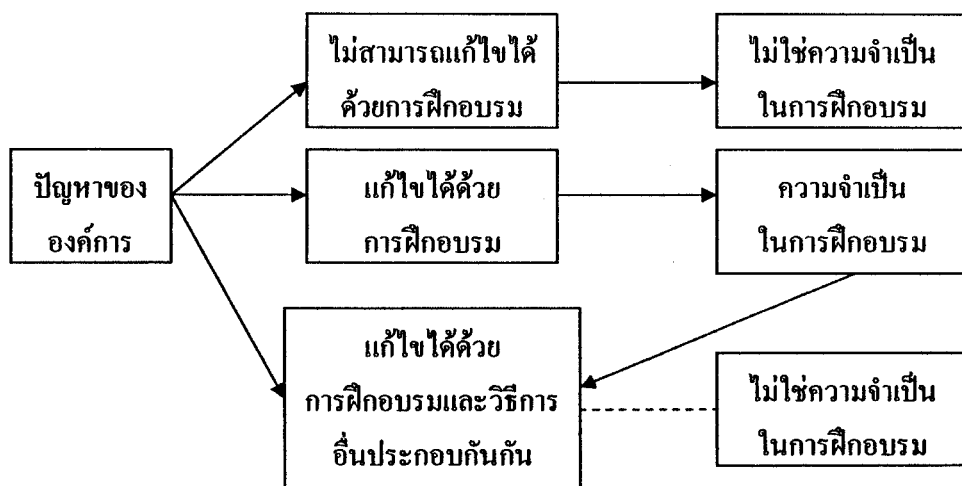 ไม่สามารถแก้ไขได้
ด้วยการฝึกอบรม
ไม่ใช่ความจำเป็น
ในการฝึกอบรม
ปัญหาของ
องค์การ
แก้ไขได้ด้วย
การฝึกอบรม
ความจำเป็น
ในการฝึกอบรม
แก้ไขได้ด้วย
การฝึกอบรมและวิธีการ
อื่นประกอบกันกัน
ไม่ใช่ความจำเป็น
ในการฝึกอบรม